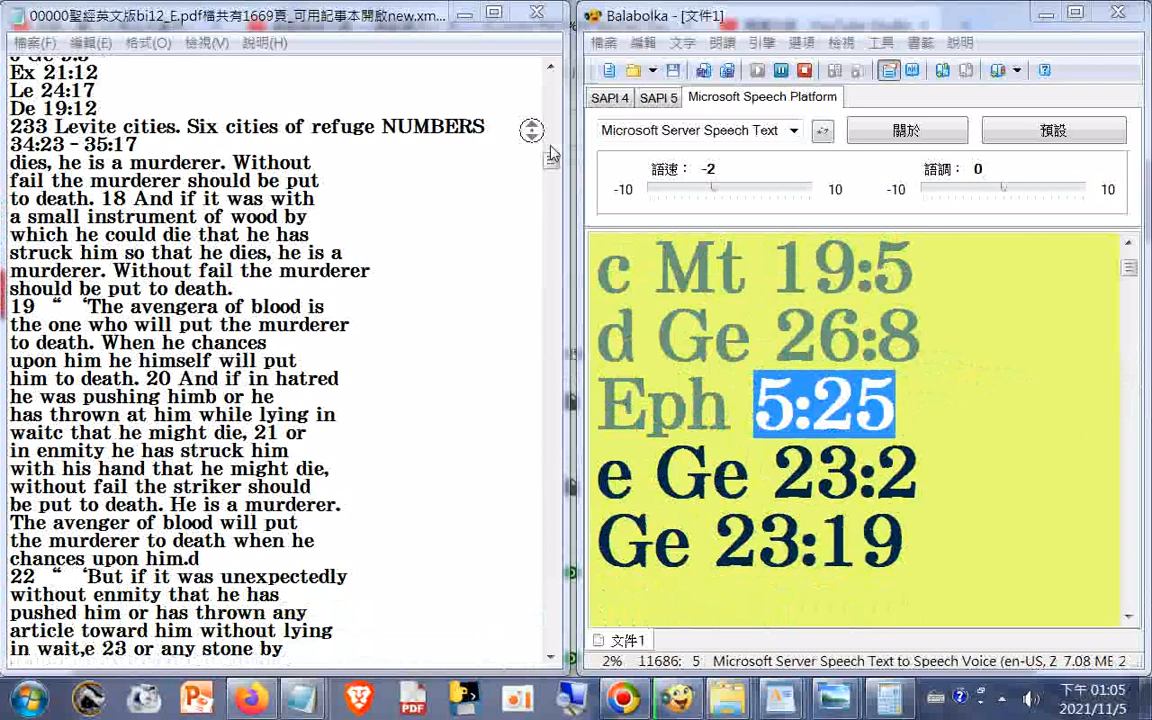 00000聖經英文版bi12_E.pdf檔共有1669頁_可用記事本開啟new.xm...
檔案(F) 編輯(E) 格式(O) 檢視(V) 說明(H)
Ex 21:12
Le 24:17
De 19:12
233 Levite cities. Six cities of refuge NUMBERS
34:23 – 35:17
dies, he is a murderer. Without
fail the murderer should be put
to death. 18 And if it was with
a small instrument of wood by
which he could die that he has
struck him so that he dies, he is a
murderer. Without fail the murderer
should be put to death.
19 “ ‘The avengera of blood is
the one who will put the murderer
to death. When he chances
upon him he himself will put
him to death. 20 And if in hatred
he was pushing himb or he
has thrown at him while lying in
waitc that he might die, 21 or
in enmity he has struck him
with his hand that he might die,
without fail the striker should
be put to death. He is a murderer.
The avenger of blood will put
the murderer to death when he
chances upon him.d
22 “ ‘But if it was unexpectedly
without enmity that he has
pushed him or has thrown any
article toward him without lying
in wait,e 23 or any stone by
Balabolka - [文件1]
檔案 編輯 文字 朗讀 引擎 選項 檢視 工具 書籤 說明
SAPI 4 SAPI 5 Microsoft Speech Platform
Microsoft Server Speech Text 關於 預設
語速： -2 語調： 0
-10 10 -10 10
c Mt 19:5
d Ge 26:8
Eph 5:25
e Ge 23:2
Ge 23:19
文件1
2% 11686: 5 Microsoft Server Speech Text to Speech Voice (en-US, Z 7.08 MB 2
下午 01:05
2021/11/5